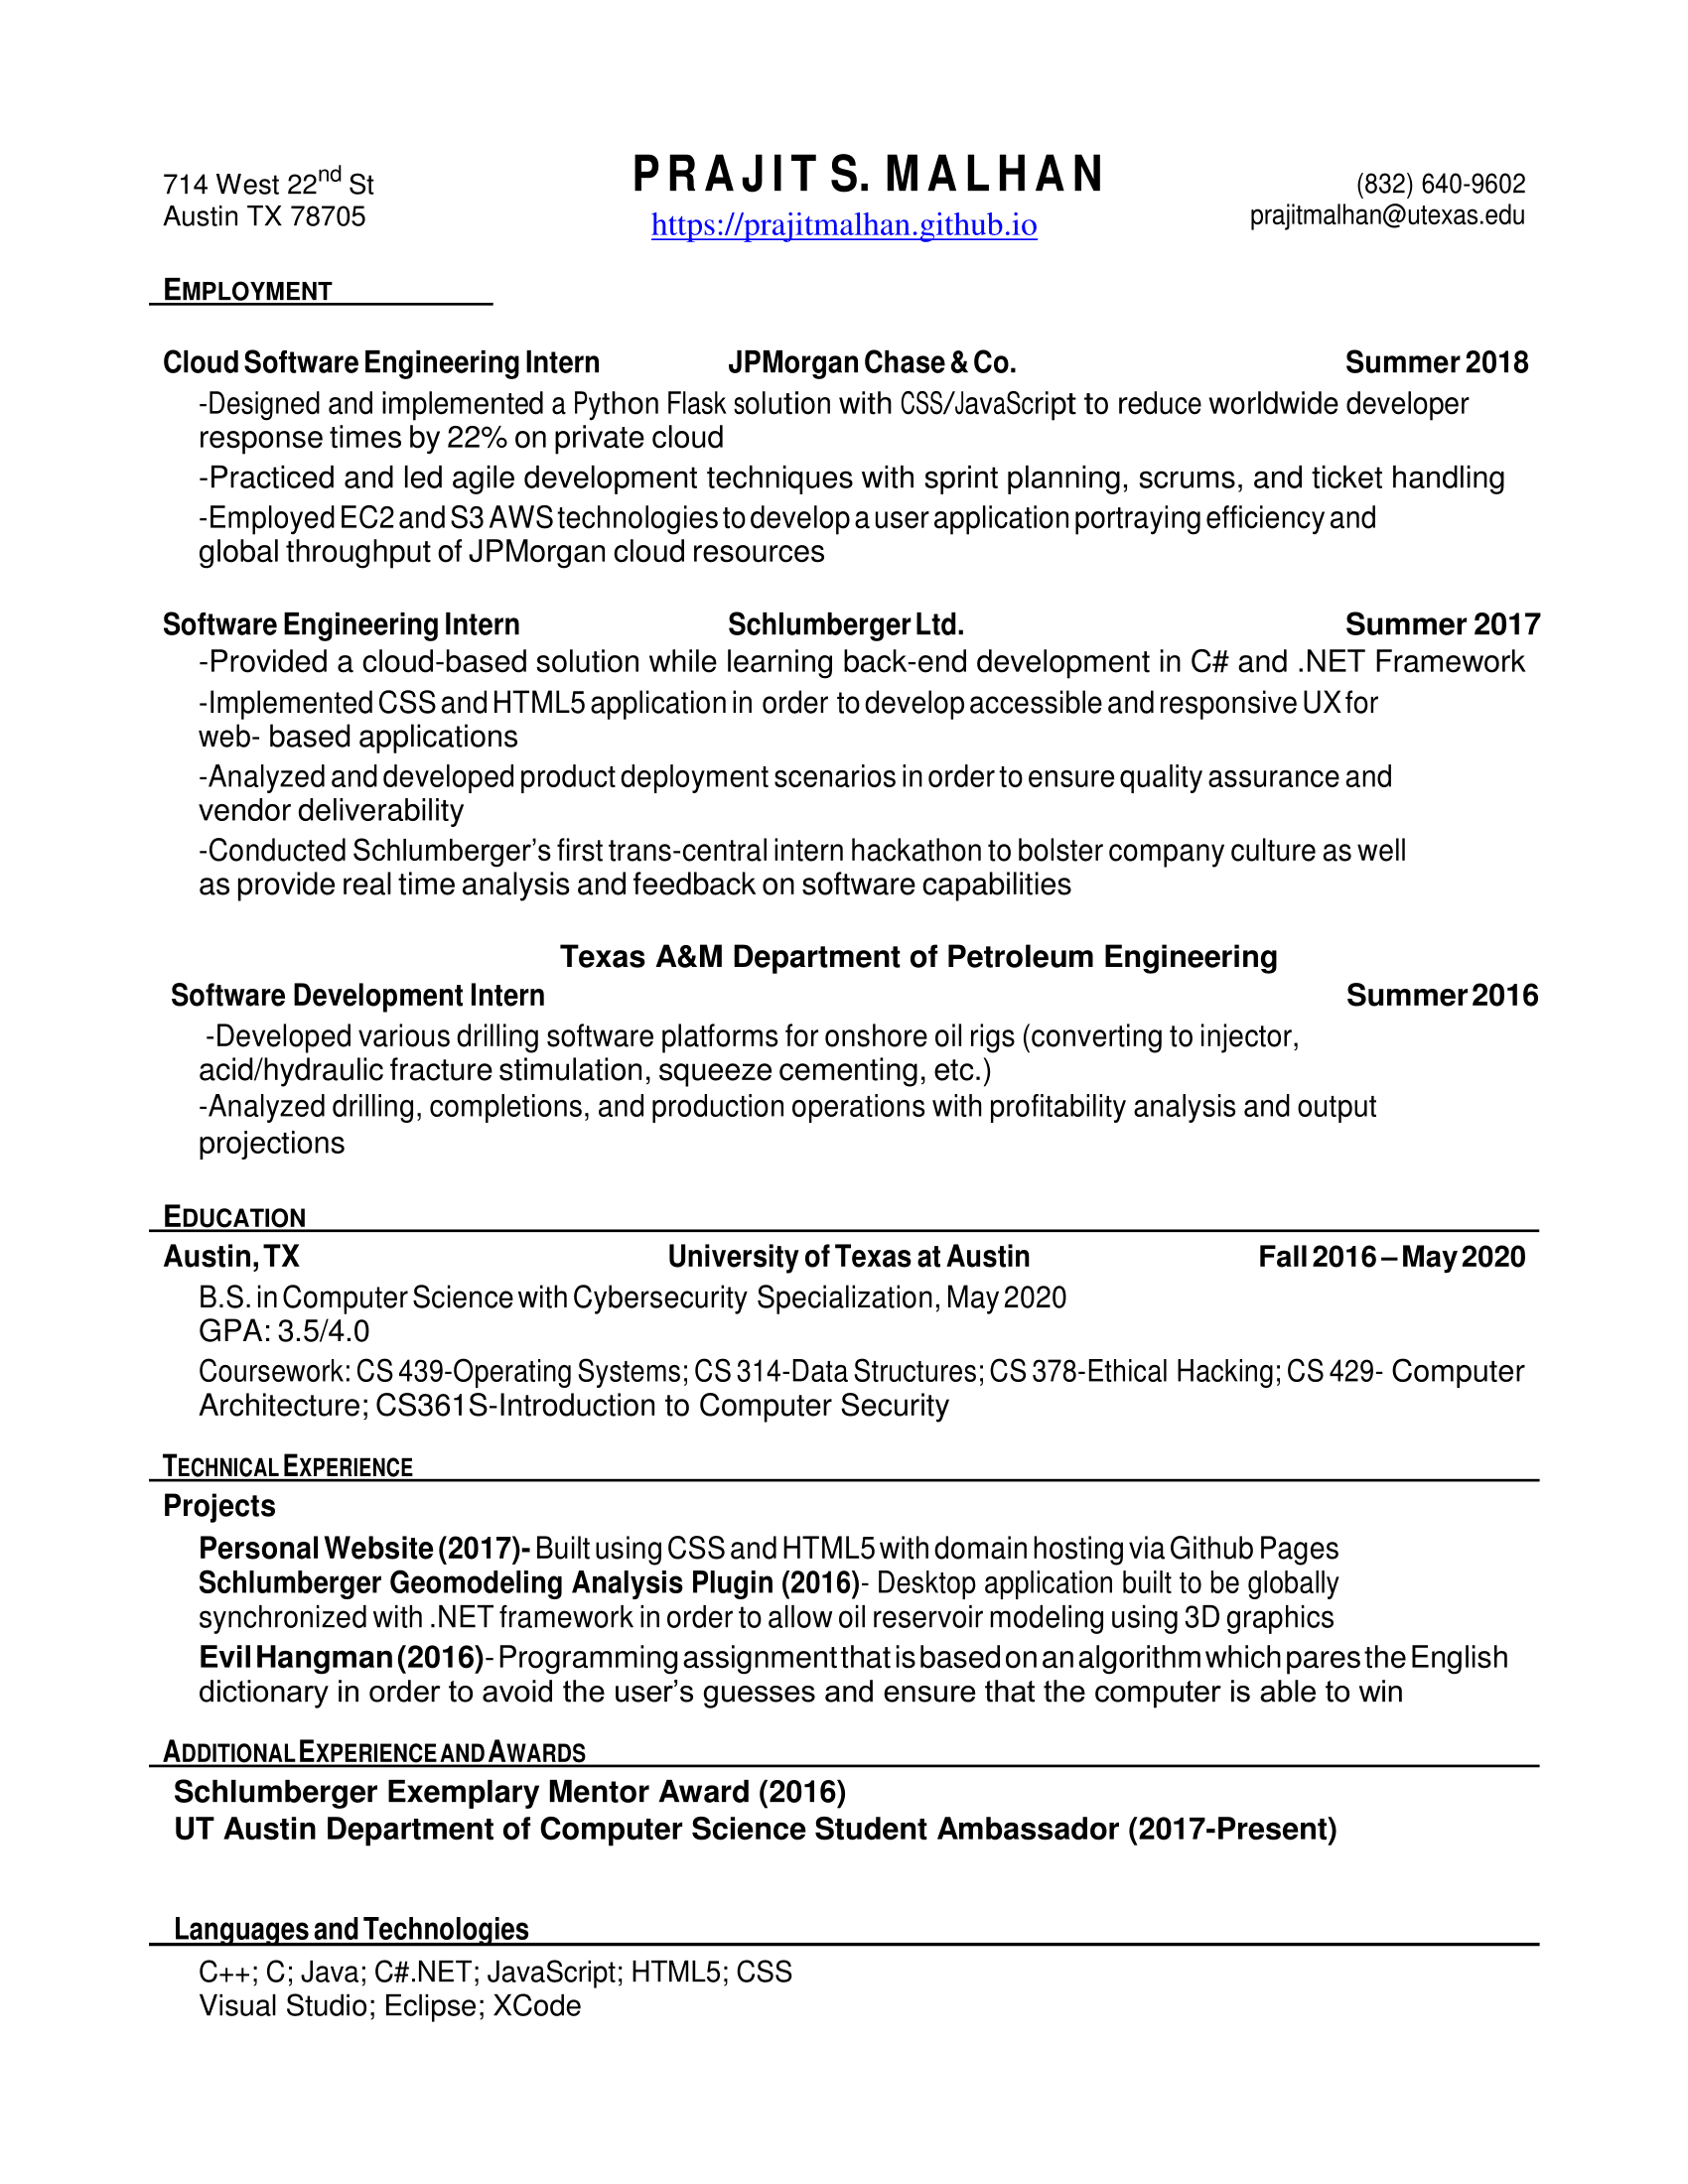 PRAJIT S. MALHAN
714 West 22nd St
Austin TX 78705
https://prajitmalhan.github.io
(832) 640-9602
prajitmalhan@utexas.edu
EMPLOYMENT
Cloud Software Engineering Intern JPMorgan Chase & Co. Summer 2018
-Designed and implemented a Python Flask solution with CSS/JavaScript to reduce worldwide developer
response times by 22% on private cloud
-Practiced and led agile development techniques with sprint planning, scrums, and ticket handling
-Employed EC2 and S3 AWS technologies to develop a user application portraying efficiency and
global throughput of JPMorgan cloud resources
Software Engineering Intern Schlumberger Ltd. Summer 2017
-Provided a cloud-based solution while learning back-end development in C# and .NET Framework
-Implemented CSS and HTML5 application in order to develop accessible and responsive UX for
web- based applications
-Analyzed and developed product deployment scenarios in order to ensure quality assurance and
vendor deliverability
-Conducted Schlumberger’s first trans-central intern hackathon to bolster company culture as well
as provide real time analysis and feedback on software capabilities
Texas A&M Department of Petroleum Engineering
Software Development Intern Summer 2016
-Developed various drilling software platforms for onshore oil rigs (converting to injector,
acid/hydraulic fracture stimulation, squeeze cementing, etc.)
-Analyzed drilling, completions, and production operations with profitability analysis and output
projections
EDUCATION
Austin, TX University of Texas at Austin Fall 2016 – May 2020
B.S. in Computer Science with Cybersecurity Specialization, May 2020
GPA: 3.5/4.0
Coursework: CS 439-Operating Systems; CS 314-Data Structures; CS 378-Ethical Hacking; CS 429- Computer
Architecture; CS361S-Introduction to Computer Security
TECHNICAL EXPERIENCE
Projects
Personal Website (2017)- Built using CSS and HTML5 with domain hosting via Github Pages
Schlumberger Geomodeling Analysis Plugin (2016)- Desktop application built to be globally
synchronized with .NET framework in order to allow oil reservoir modeling using 3D graphics
Evil Hangman (2016)- Programming assignment that is based on an algorithm which pares the English
dictionary in order to avoid the user’s guesses and ensure that the computer is able to win
ADDITIONAL EXPERIENCE AND AWARDS
Schlumberger Exemplary Mentor Award (2016)
UT Austin Department of Computer Science Student Ambassador (2017-Present)
Languages and Technologies
C++; C; Java; C#.NET; JavaScript; HTML5; CSS
Visual Studio; Eclipse; XCode